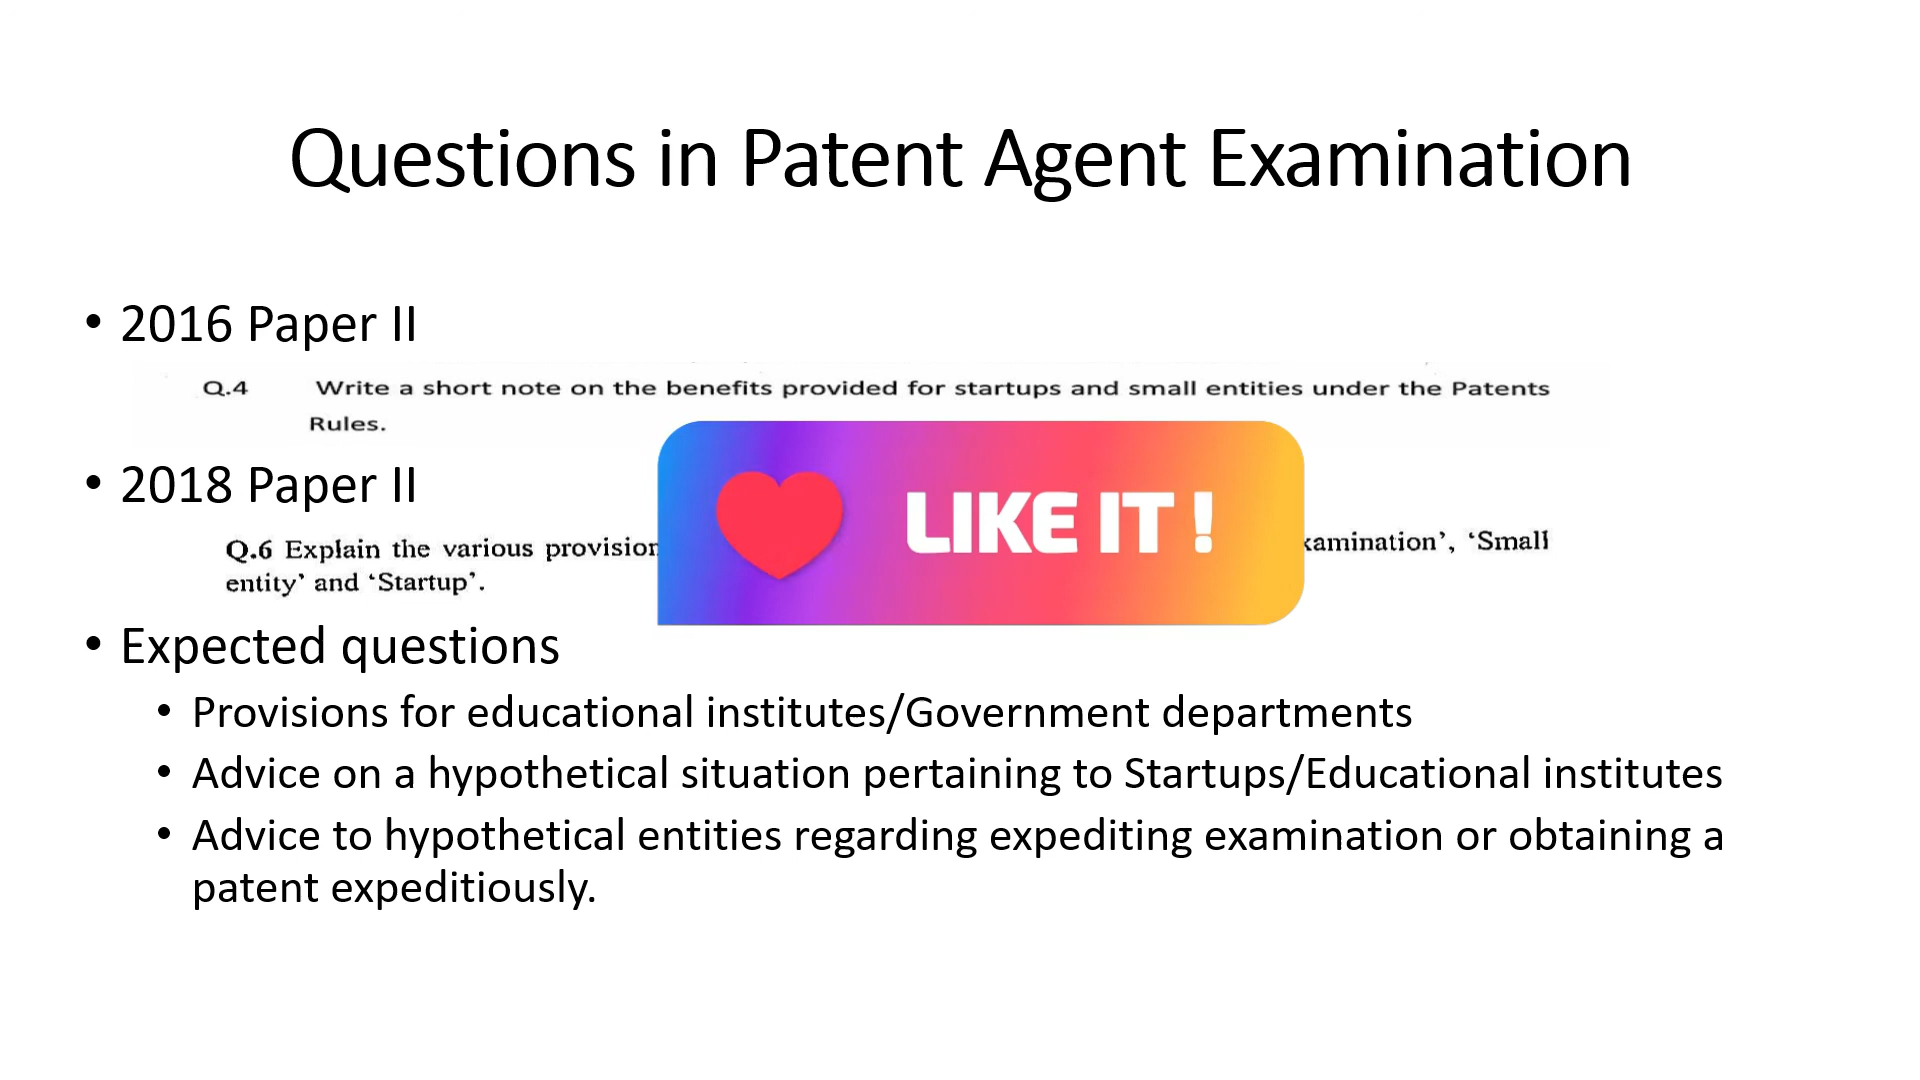 Questions in Patent Agent Examination
• 2016 Paper II
Q.4 Write a short note on the benefits provided for startups and small entities under the Patents
Rules.
• 2018 Paper II
Q.6 Explain the various ‘Small
entity’ and ‘Startup’.
LIKE IT !
• Expected questions
• Provisions for educational institutes/Government departments
• Advice on a hypothetical situation pertaining to Startups/Educational institutes
• Advice to hypothetical entities regarding expediting examination or obtaining a
patent expeditiously.